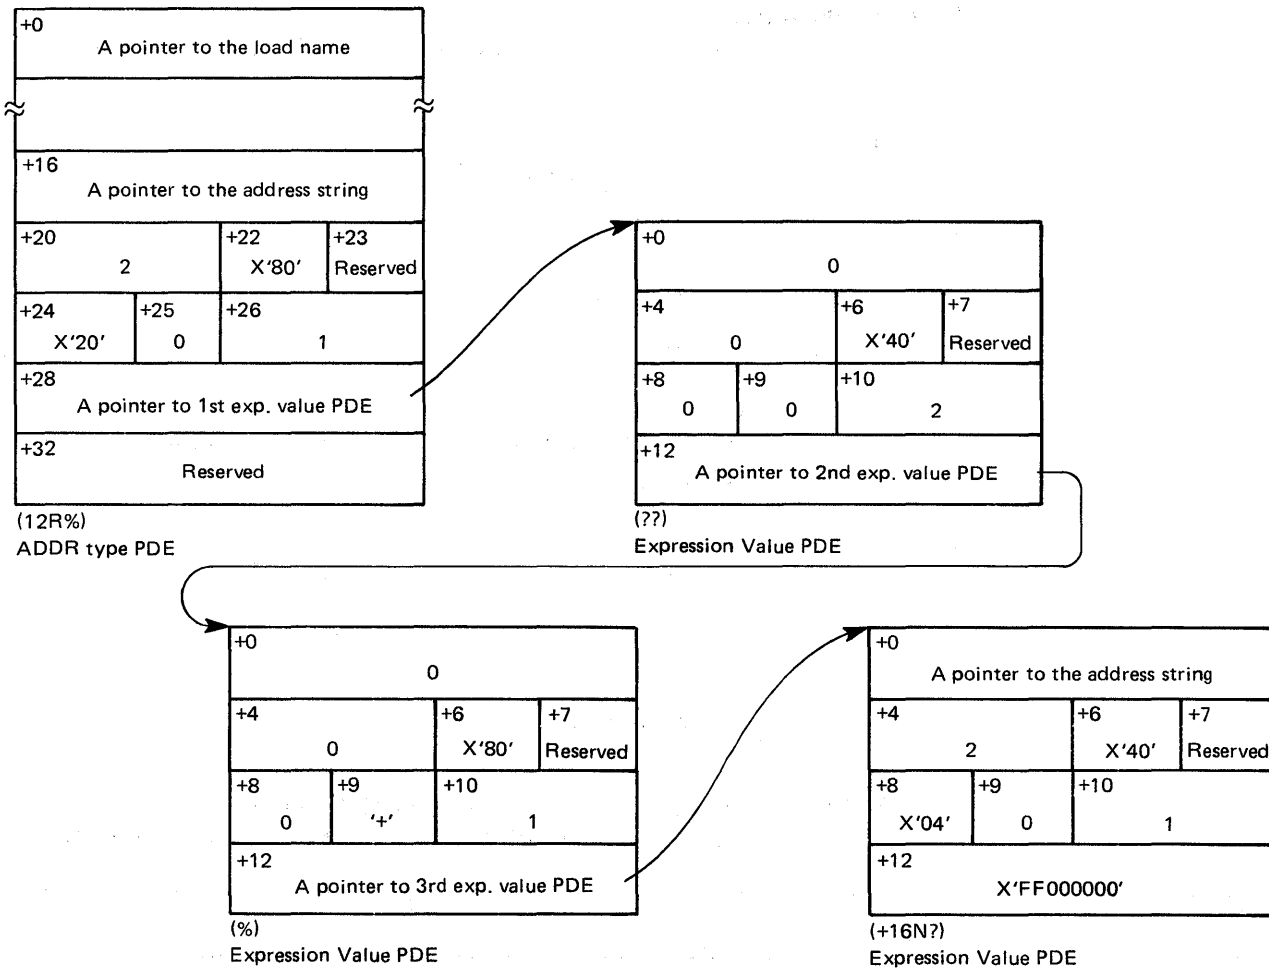 +0
A pointer to the load name
+16
A pointer to the address string
+20 +22 +23
2 X'80' Reserved
+24 +25 +26
X'20' 0 1
+28
A pointer to 1st exp. value PDE
+32
Reserved
(12R%)
ADDR type PDE
+0
0
+4 +6 +7
0 X'40' Reserved
+8 +9 +10
0 0 2
+12
A pointer to 2nd exp. value PDE
(??)
Expression Value PDE
+0
0
+4 +6 +7
0 X'80' Reserved
+8 +9 +10
0 '+' 1
+12
A pointer to 3rd exp. value PDE
(%)
Expression Value PDE
+0
A pointer to the address string
+4 +6 +7
2 X'40' Reserved
+8 +9 +10
X'04' 0 1
+12
X'FF000000'
(+16N?)
Expression Value PDE